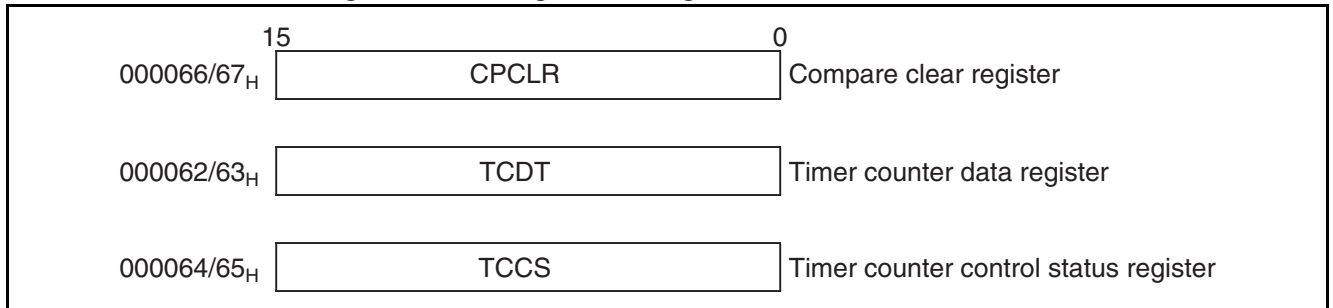 15 0
000066/67H CPCLR Compare clear register
000062/63H TCDT Timer counter data register
000064/65H TCCS Timer counter control status register